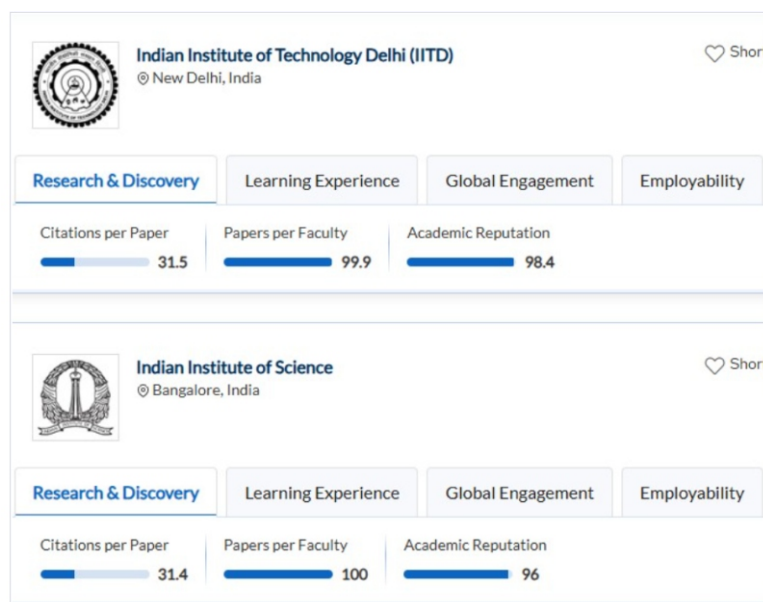 Indian Institute of Technology Delhi (IITD)
New Delhi, India
Shor
Research & Discovery
Learning Experience
Global Engagement
Employability
Citations per Paper
Papers per Faculty
Academic Reputation
31.5
99.9
98.4
Indian Institute of Science
Bangalore, India
Shor
Research & Discovery
Learning Experience
Global Engagement
Employability
Citations per Paper
Papers per Faculty
Academic Reputation
31.4
100
96